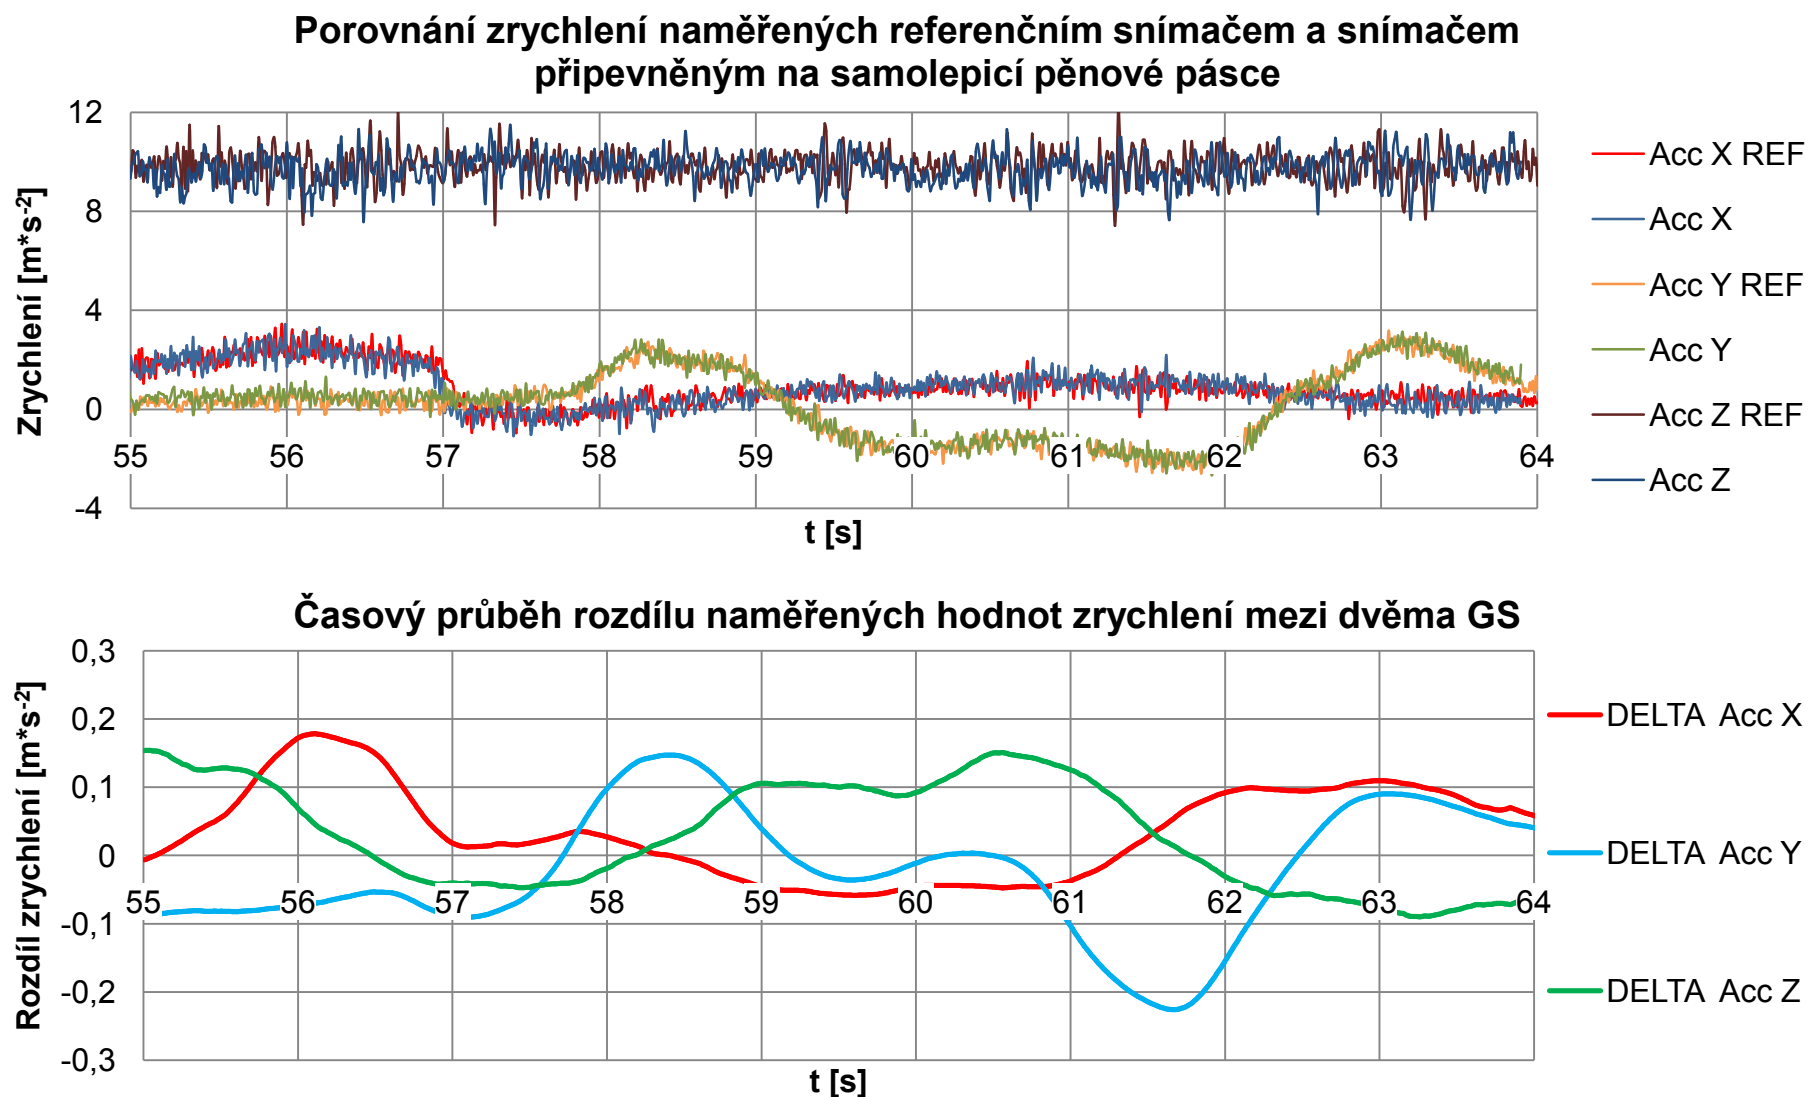 Porovnání zrychlení naměřených referenčním snímačem a snímačem
připevněným na samolepicí pěnové pásce
Zrychlení [m*s-2]
12
8
4
0
-4
55 56 57 58 59 60 61 62 63 64
t [s]
Acc X REF
Acc X
Acc Y REF
Acc Y
Acc Z REF
Acc Z
Časový průběh rozdílu naměřených hodnot zrychlení mezi dvěma GS
Rozdíl zrychlení [m*s-2]
0,3
0,2
0,1
0
-0,1
-0,2
-0,3
55 56 57 58 59 60 61 62 63 64
t [s]
DELTA Acc X
DELTA Acc Y
DELTA Acc Z